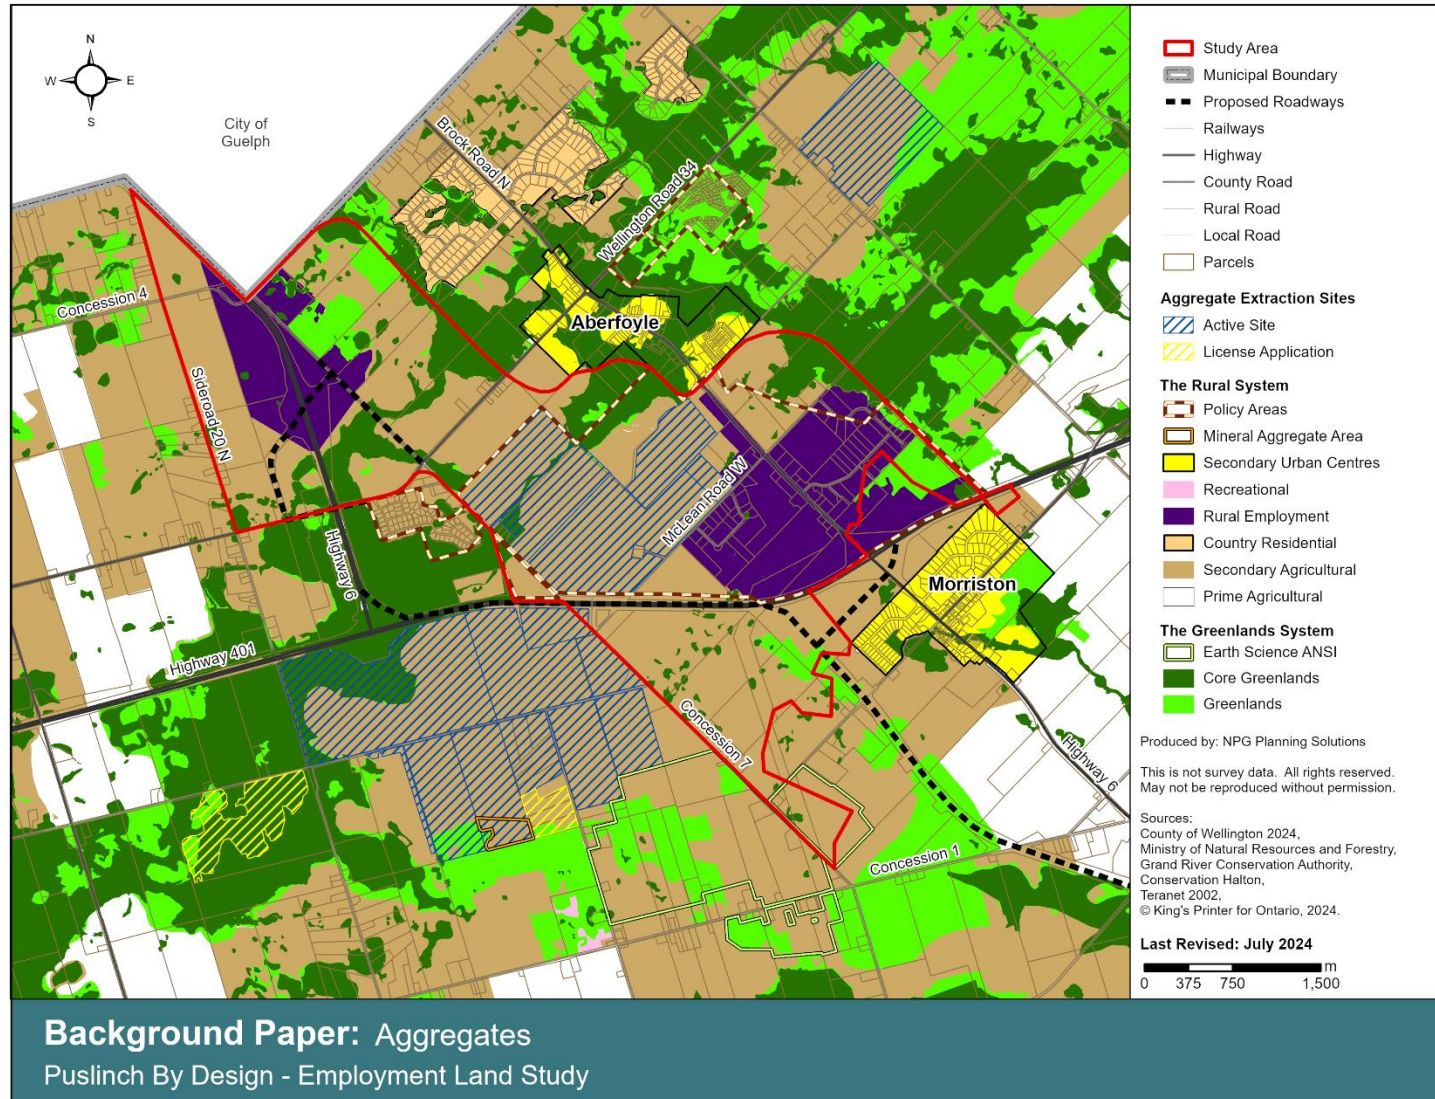 N
W
E
S
City of
Guelph
Brock Road N
Wellington Road 34
Concession 4
Aberfoyle
Sideroad 20 N
McLean Road W
Highway 6
Morriston
Highway 401
Concession 7
Highway 6
Concession 1
Study Area
Municipal Boundary
Proposed Roadways
Railways
Highway
County Road
Rural Road
Local Road
Parcels
Aggregate Extraction Sites
Active Site
License Application
The Rural System
Policy Areas
Mineral Aggregate Area
Secondary Urban Centres
Recreational
Rural Employment
Country Residential
Secondary Agricultural
Prime Agricultural
The Greenlands System
Earth Science ANSI
Core Greenlands
Greenlands
Produced by: NPG Planning Solutions
This is not survey data. All rights reserved.
May not be reproduced without permission.
Sources:
County of Wellington 2024,
Ministry of Natural Resources and Forestry,
Grand River Conservation Authority,
Conservation Halton,
Teranet 2002,
© King's Printer for Ontario, 2024.
Last Revised: July 2024
m
0 375 750 1,500
Background Paper: Aggregates
Puslinch By Design - Employment Land Study